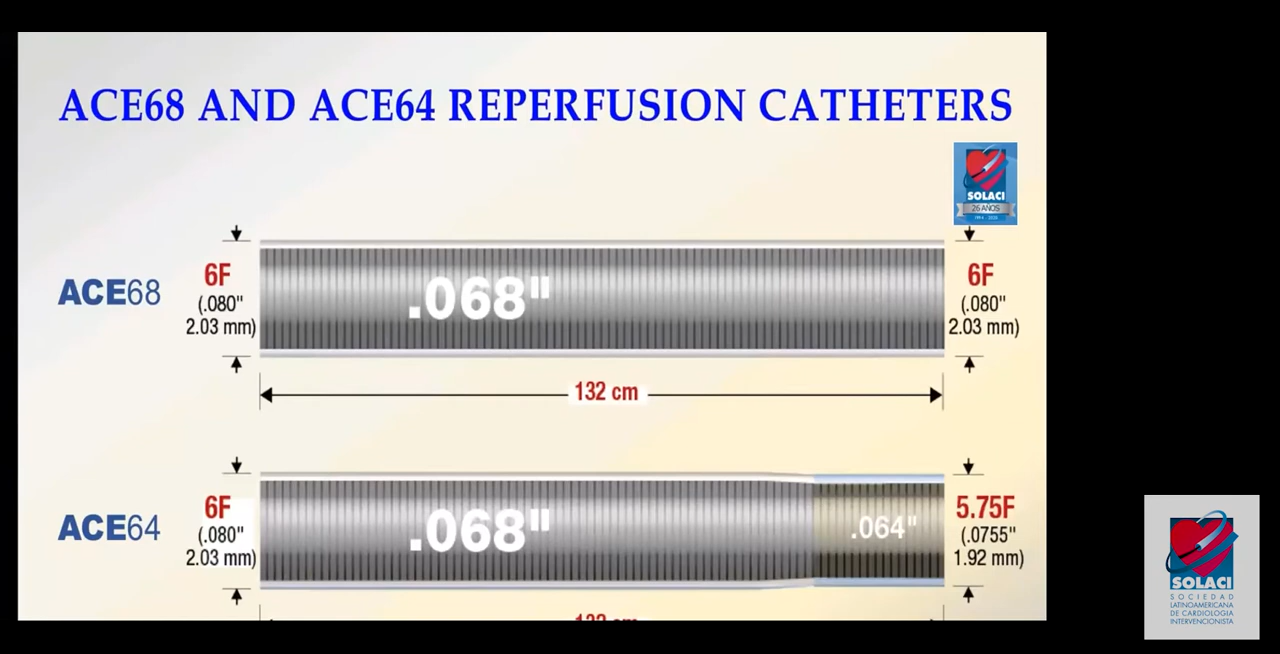 ACE68 AND ACE64 REPERFUSION CATHETERS
SOLACI
26 AÑOS
ACE68
6F
(.080"
2.03 mm)
.068"
6F
(.080"
2.03 mm)
132 cm
ACE64
6F
(.080"
2.03 mm)
.068"
.064"
5.75F
(.0755"
1.92 mm)
SOLACI
SOCIEDAD
LATINOAMERICANA
DE CARDIOLOGIA
INTERVENCIONISTA